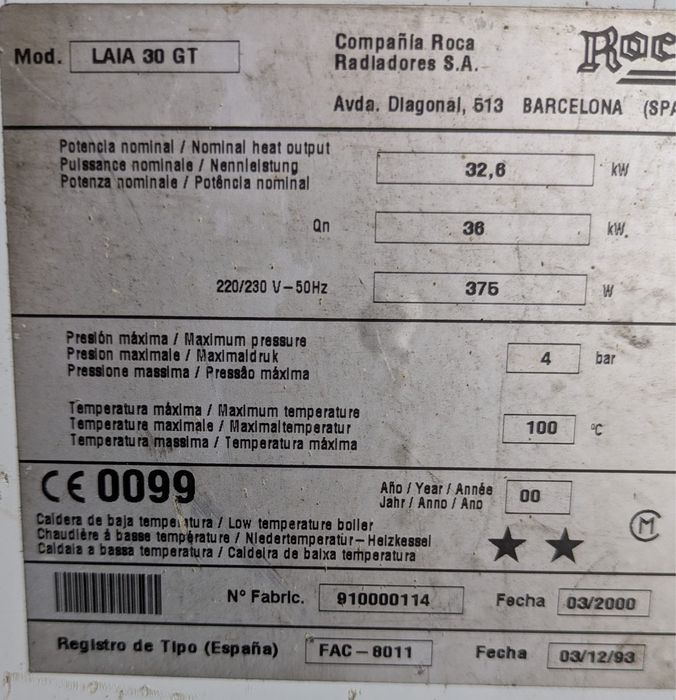 Mod. LAIA 30 GT
Compañía Roca
Radiadores S.A.
Roc
Avda. Diagonal, 513 BARCELONA (SPA
Potencia nominal / Nominal heat output
Puissance nominale / Nennleistung
Potenza nominale / Potência nominal
32,6 kW
Qn 36 kW.
220/230 V-50Hz 375 W
Presión máxima / Maximum pressure
Presion maximale / Maximaldruk
Pressione massima / Pressão máxima
4 bar
Temperatura máxima / Maximum temperature
Temperature maximale / Maximaltemperatur
Temperatura massima / Temperatura máxima
100 °C
CE 0099
Año / Year / Année
Jahr / Anno / Ano
00
Caldera de baja temperatura / Low temperature boiler
Chaudière á basse température / Niedertemperatur-Heizkessel
Caldaia a bassa temperatura / Caldeira de baixa temperatura
CM
Nº Fabric. 910000114 Fecha 03/2000
Registro de Tipo (España) FAC-8011 Fecha 03/12/93